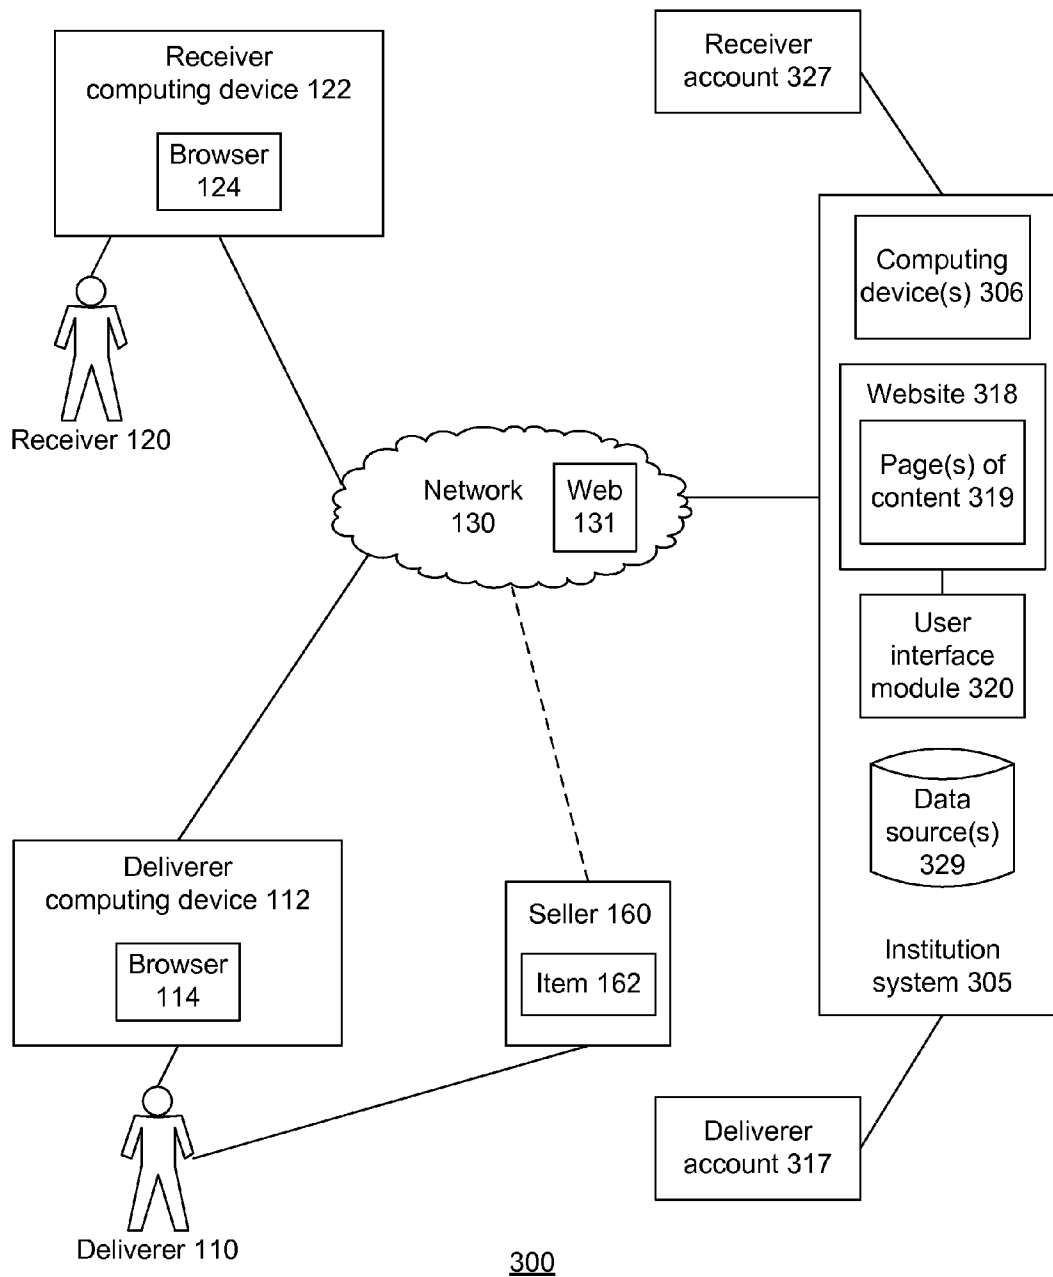 Receiver
computing device 122
Browser
124
Receiver 120
Receiver
account 327
Computing
device(s) 306
Website 318
Page(s) of
content 319
User
interface
module 320
Data
source(s)
329
Institution
system 305
Network
130
Web
131
Deliverer
computing device 112
Browser
114
Deliverer 110
Seller 160
Item 162
Deliverer
account 317
300